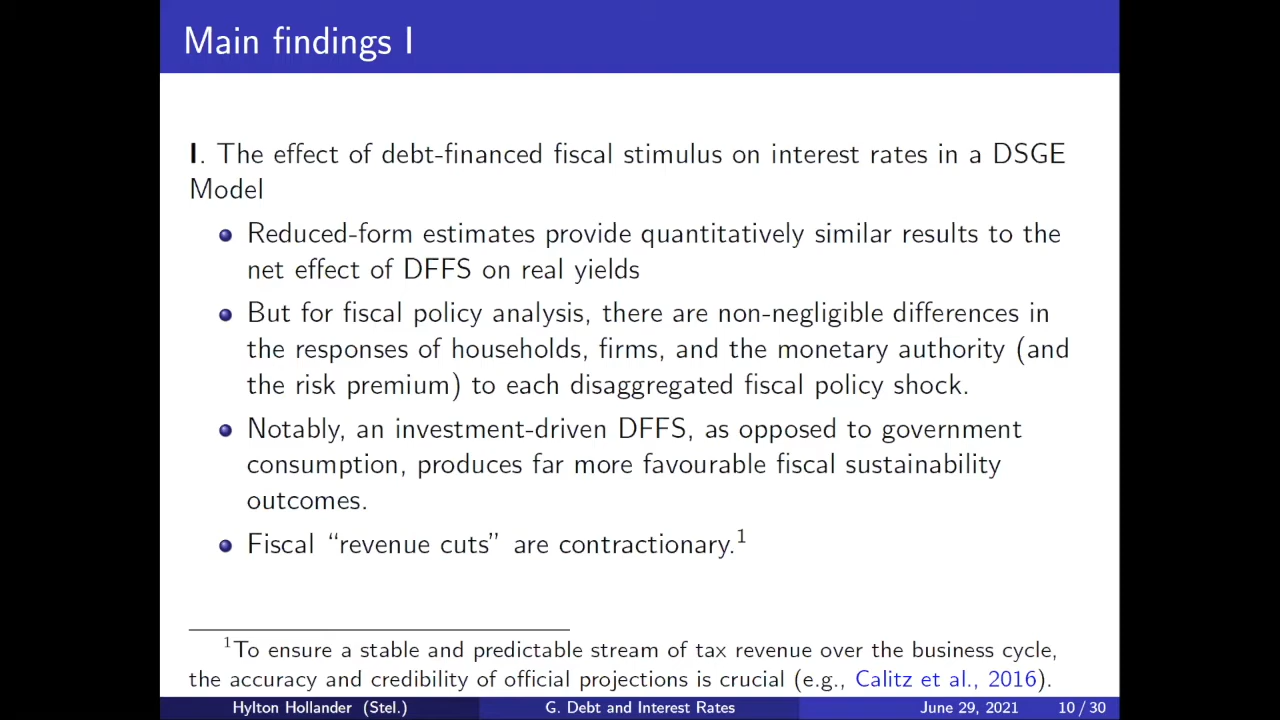 Main findings I
I. The effect of debt-financed fiscal stimulus on interest rates in a DSGE
Model
Reduced-form estimates provide quantitatively similar results to the
net effect of DFFS on real yields
But for fiscal policy analysis, there are non-negligible differences in
the responses of households, firms, and the monetary authority (and
the risk premium) to each disaggregated fiscal policy shock.
Notably, an investment-driven DFFS, as opposed to government
consumption, produces far more favourable fiscal sustainability
outcomes.
Fiscal “revenue cuts” are contractionary.1
1To ensure a stable and predictable stream of tax revenue over the business cycle,
the accuracy and credibility of official projections is crucial (e.g., Calitz et al., 2016).
Hylton Hollander (Stel.) G. Debt and Interest Rates June 29, 2021 10 / 30